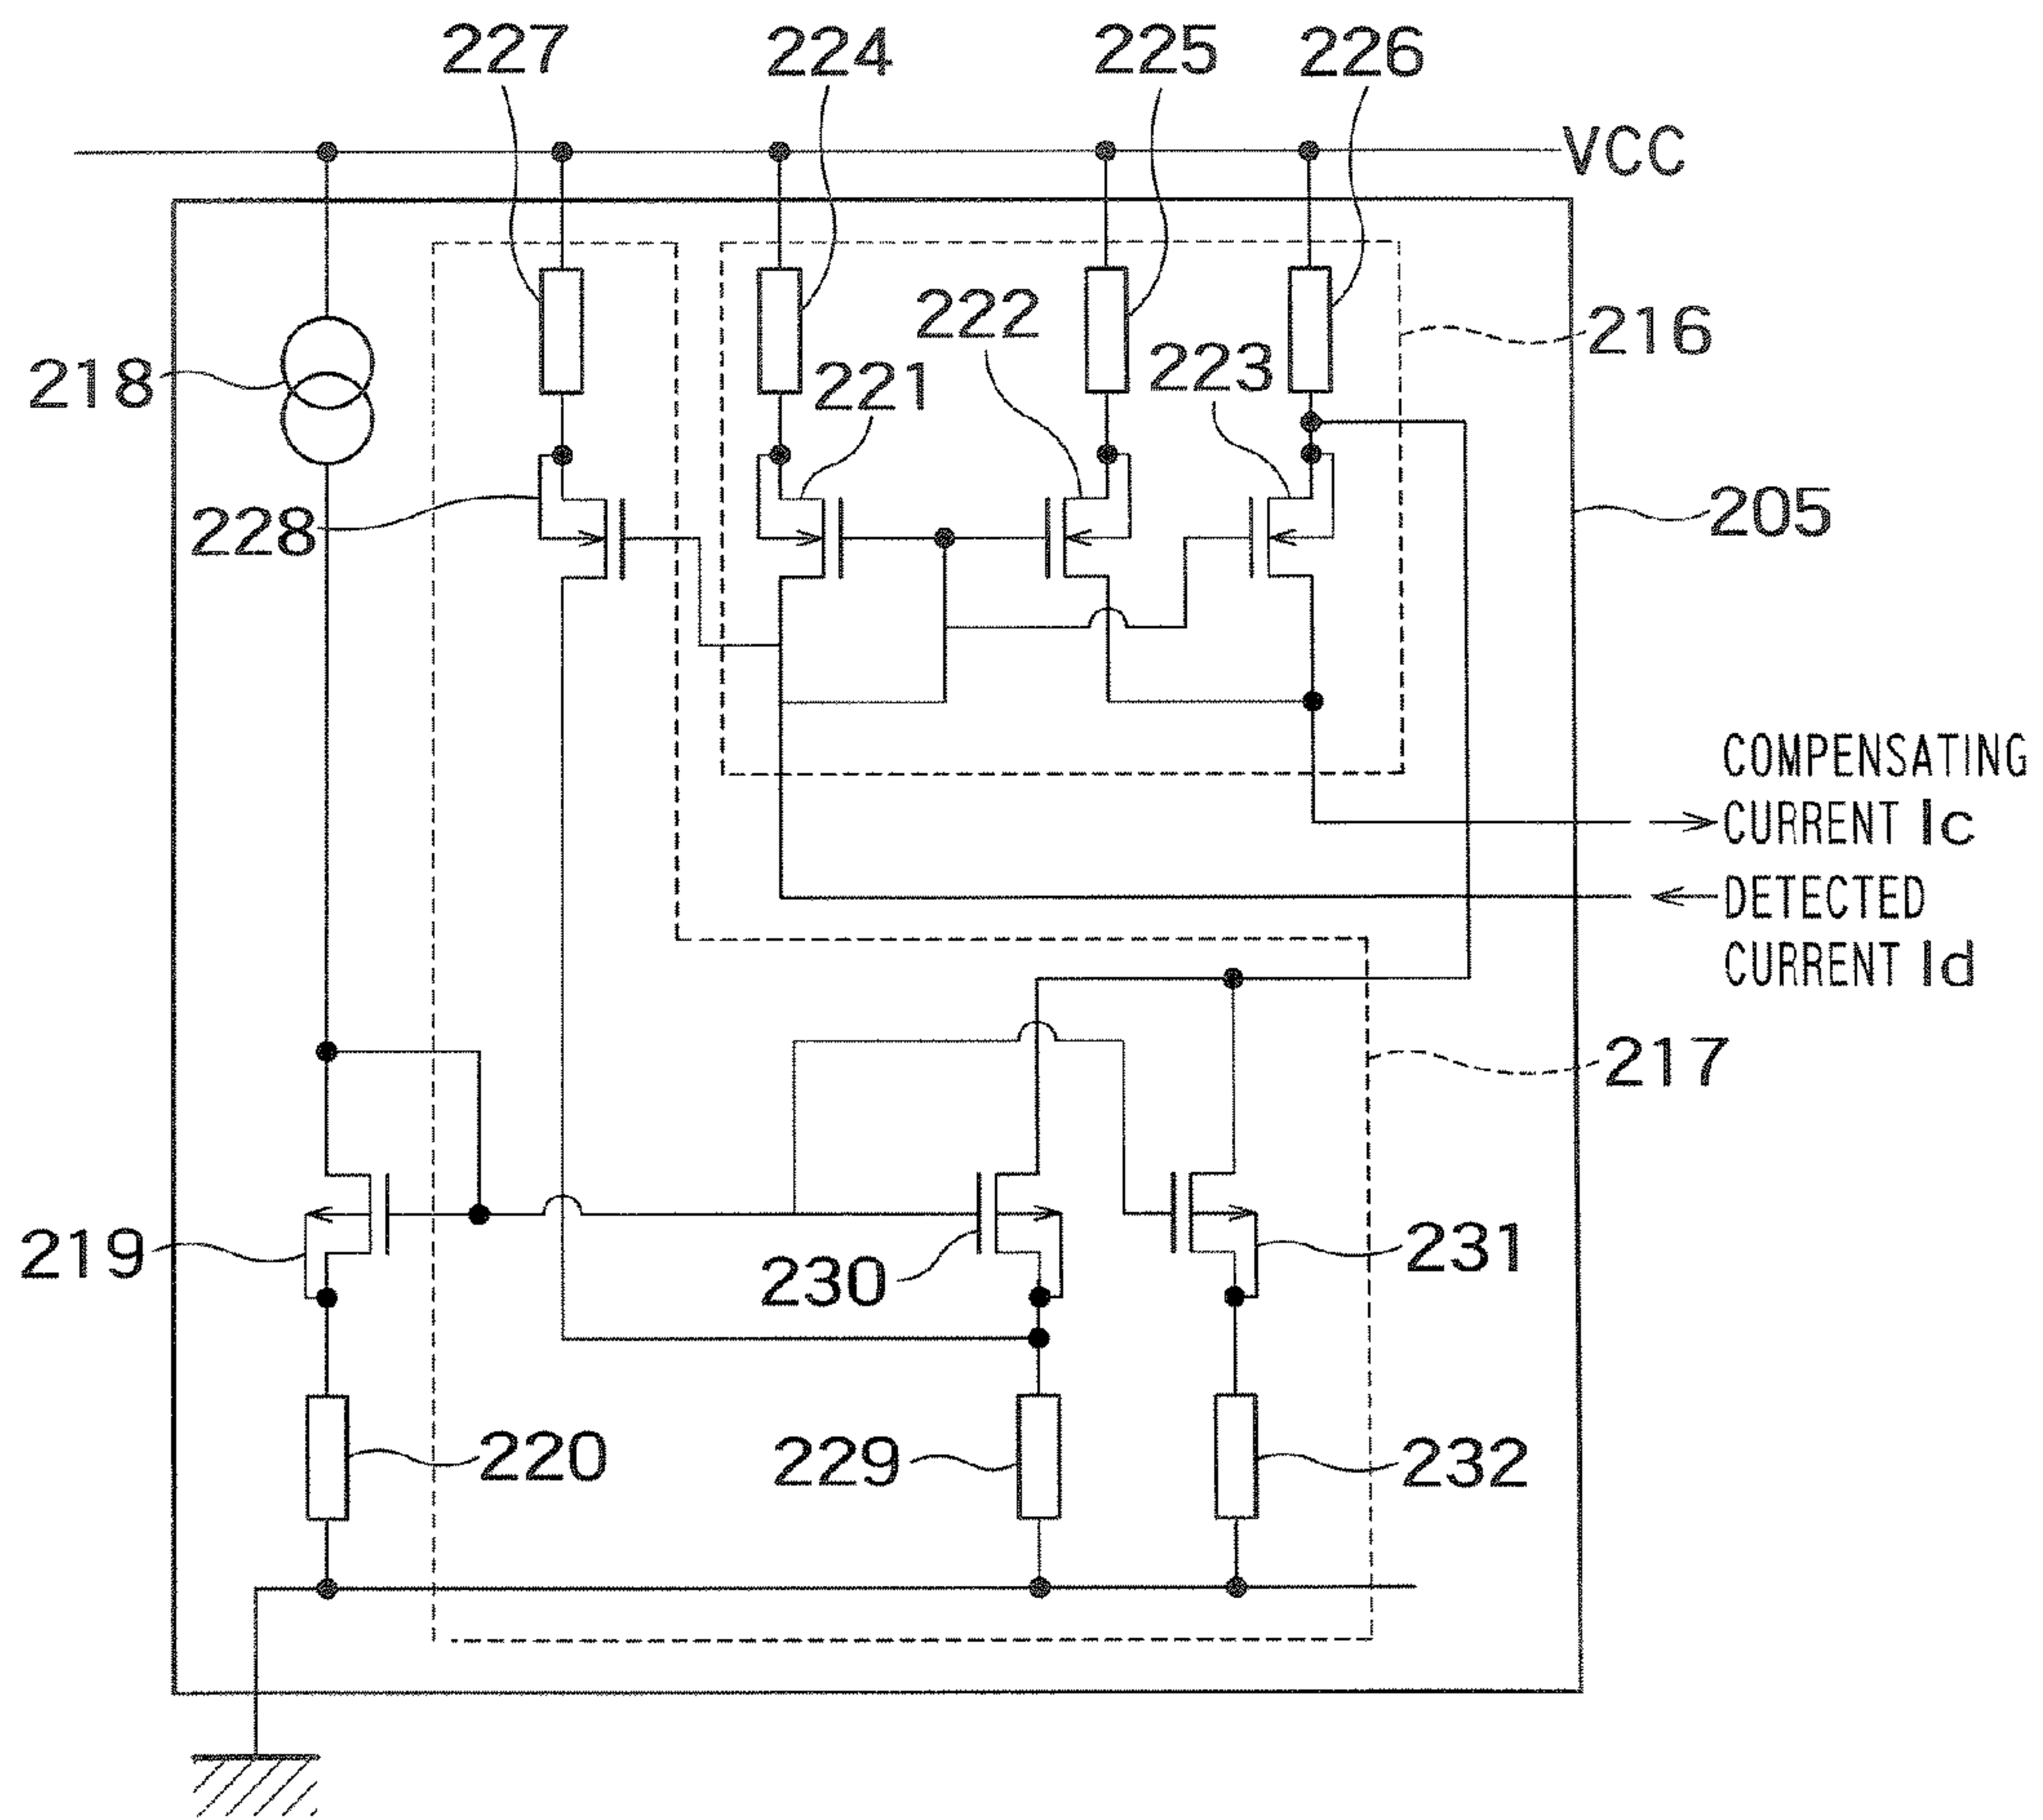 227 224 225 226
VCC
222
223
216
218
221
228
205
COMPENSATING
CURRENT Ic
DETECTED
CURRENT Id
217
219
230
231
220
229
232